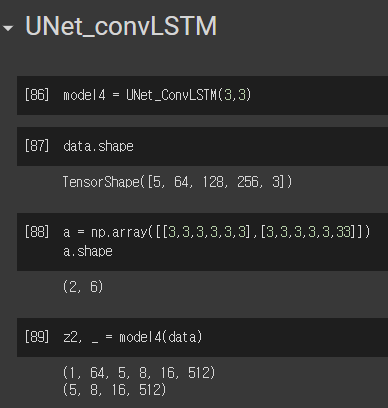 UNet_convLSTM
[86] model4 = UNet_ConvLSTM(3,3)
[87] data.shape
TensorShape([5, 64, 128, 256, 3])
[88] a = np.array([[3,3,3,3,3,3],[3,3,3,3,3,33]])
a.shape
(2, 6)
[89] z2, _ = model4(data)
(1, 64, 5, 8, 16, 512)
(5, 8, 16, 512)